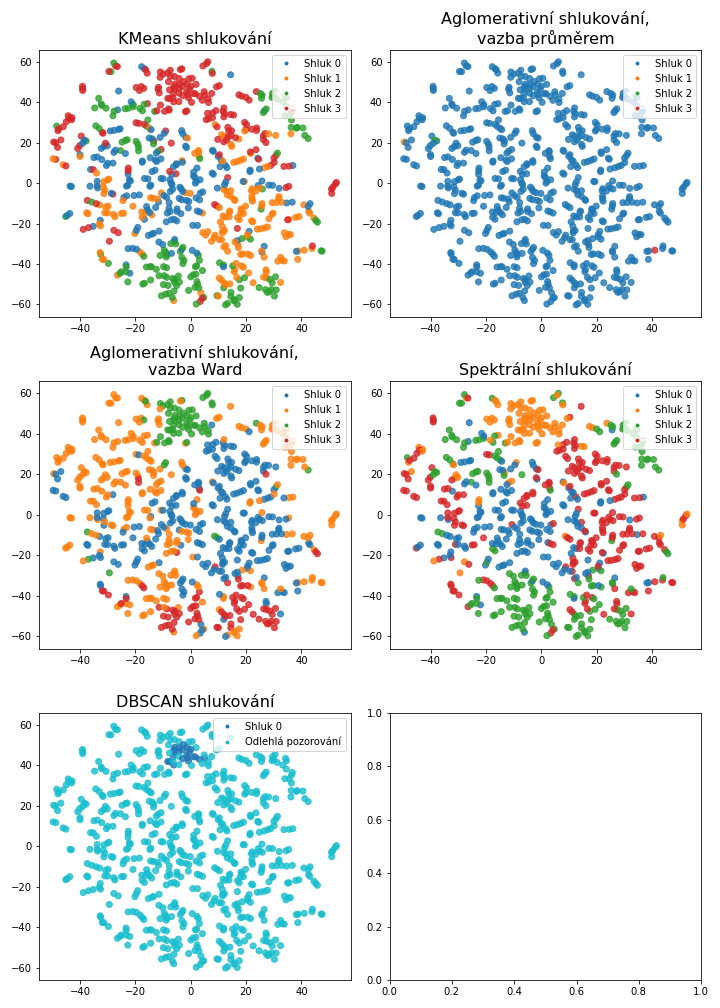 KMeans shlukování
Shluk 0
Shluk 1
Shluk 2
Shluk 3
60
40
20
0
−20
−40
−60
−40
−20
0
20
40
Aglomerativní shlukování,
vazba průměrem
Shluk 0
Shluk 1
Shluk 2
Shluk 3
60
40
20
0
−20
−40
−60
−40
−20
0
20
40
Aglomerativní shlukování,
vazba Ward
Shluk 0
Shluk 1
Shluk 2
Shluk 3
60
40
20
0
−20
−40
−60
−40
−20
0
20
40
Spektrální shlukování
Shluk 0
Shluk 1
Shluk 2
Shluk 3
60
40
20
0
−20
−40
−60
−40
−20
0
20
40
DBSCAN shlukování
Shluk 0
Odlehlá pozorování
60
40
20
0
−20
−40
−60
−40
−20
0
20
40
1.0
0.8
0.6
0.4
0.2
0.0
0.0
0.2
0.4
0.6
0.8
1.0